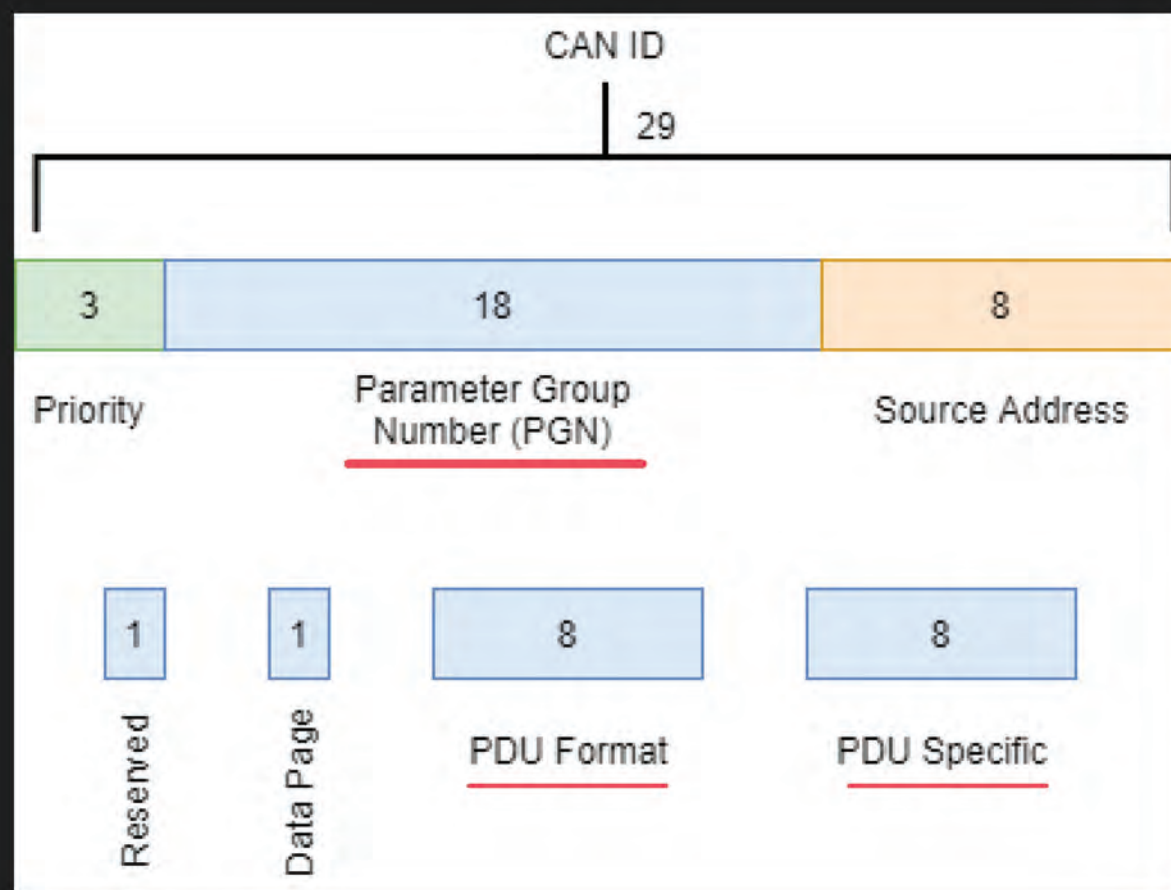 CAN ID
29
3
18
8
Priority
Parameter Group
Number (PGN)
Source Address
1
1
8
8
Reserved
Data Page
PDU Format
PDU Specific